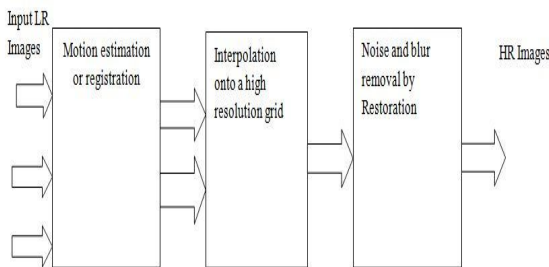 Input LR
Images
Motion estimation
or registration
Interpolation
onto a high
resolution grid
Noise and blur
removal by
Restoration
HR Images